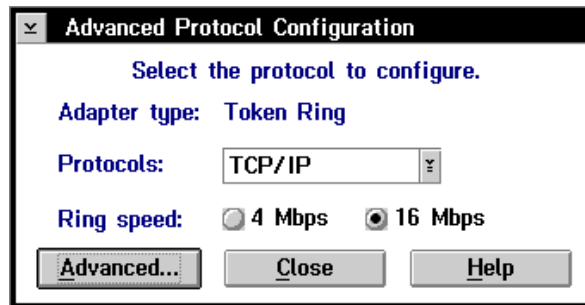 Advanced Protocol Configuration
Select the protocol to configure.
Adapter type: Token Ring
Protocols: TCP/IP
Ring speed: 4 Mbps 16 Mbps
Advanced... Close Help